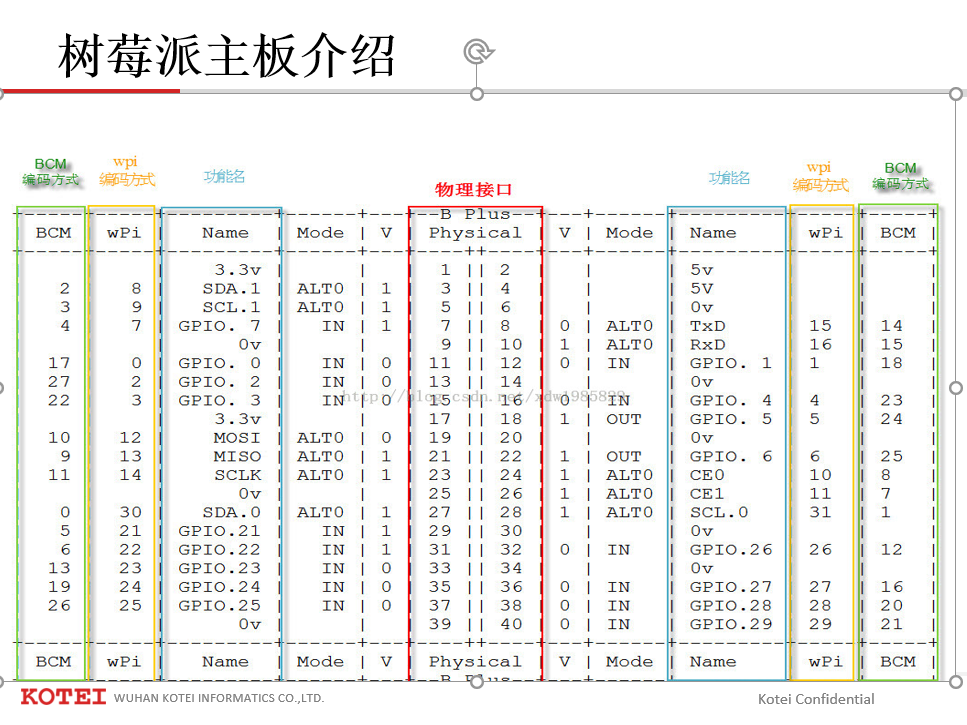 树莓派主板介绍
BCM 编码方式 wpi 编码方式 功能名 物理接口 功能名 wpi 编码方式 BCM 编码方式
+-----+-----+---------+------+---+--B Plus--+---+------+---------+-----+-----+
| BCM | wPi | Name | Mode | V | Physical | V | Mode | Name | wPi | BCM |
| | | 3.3v | | | 1 || 2 | | | 5v | | |
| 2 | 8 | SDA.1 | ALT0 | 1 | 3 || 4 | | | 5V | | |
| 3 | 9 | SCL.1 | ALT0 | 1 | 5 || 6 | | | 0v | | |
| 4 | 7 | GPIO. 7 | IN | 1 | 7 || 8 | 0 | ALT0 | TxD | 15 | 14 |
| | | 0v | | | 9 || 10 | 1 | ALT0 | RxD | 16 | 15 |
| 17 | 0 | GPIO. 0 | IN | 0 | 11 || 12 | 0 | IN | GPIO. 1 | 1 | 18 |
| 27 | 2 | GPIO. 2 | IN | 0 | 13 || 14 | | | 0v | | |
| 22 | 3 | GPIO. 3 | IN | 0 | 15 || 16 | 0 | IN | GPIO. 4 | 4 | 23 |
| | | 3.3v | | | 17 || 18 | 1 | OUT | GPIO. 5 | 5 | 24 |
| 10 | 12 | MOSI | ALT0 | 0 | 19 || 20 | | | 0v | | |
| 9 | 13 | MISO | ALT0 | 1 | 21 || 22 | 1 | OUT | GPIO. 6 | 6 | 25 |
| 11 | 14 | SCLK | ALT0 | 1 | 23 || 24 | 1 | ALT0 | CE0 | 10 | 8 |
| | | 0v | | | 25 || 26 | 1 | ALT0 | CE1 | 11 | 7 |
| 0 | 30 | SDA.0 | ALT0 | 1 | 27 || 28 | 1 | ALT0 | SCL.0 | 31 | 1 |
| 5 | 21 | GPIO.21 | IN | 1 | 29 || 30 | | | 0v | | |
| 6 | 22 | GPIO.22 | IN | 1 | 31 || 32 | 0 | IN | GPIO.26 | 26 | 12 |
| 13 | 23 | GPIO.23 | IN | 0 | 33 || 34 | | | 0v | | |
| 19 | 24 | GPIO.24 | IN | 0 | 35 || 36 | 0 | IN | GPIO.27 | 27 | 16 |
| 26 | 25 | GPIO.25 | IN | 0 | 37 || 38 | 0 | IN | GPIO.28 | 28 | 20 |
| | | 0v | | | 39 || 40 | 0 | IN | GPIO.29 | 29 | 21 |
| BCM | wPi | Name | Mode | V | Physical | V | Mode | Name | wPi | BCM |
B Plus
KOTEI WUHAN KOTEI INFORMATICS CO.,LTD. Kotei Confidential